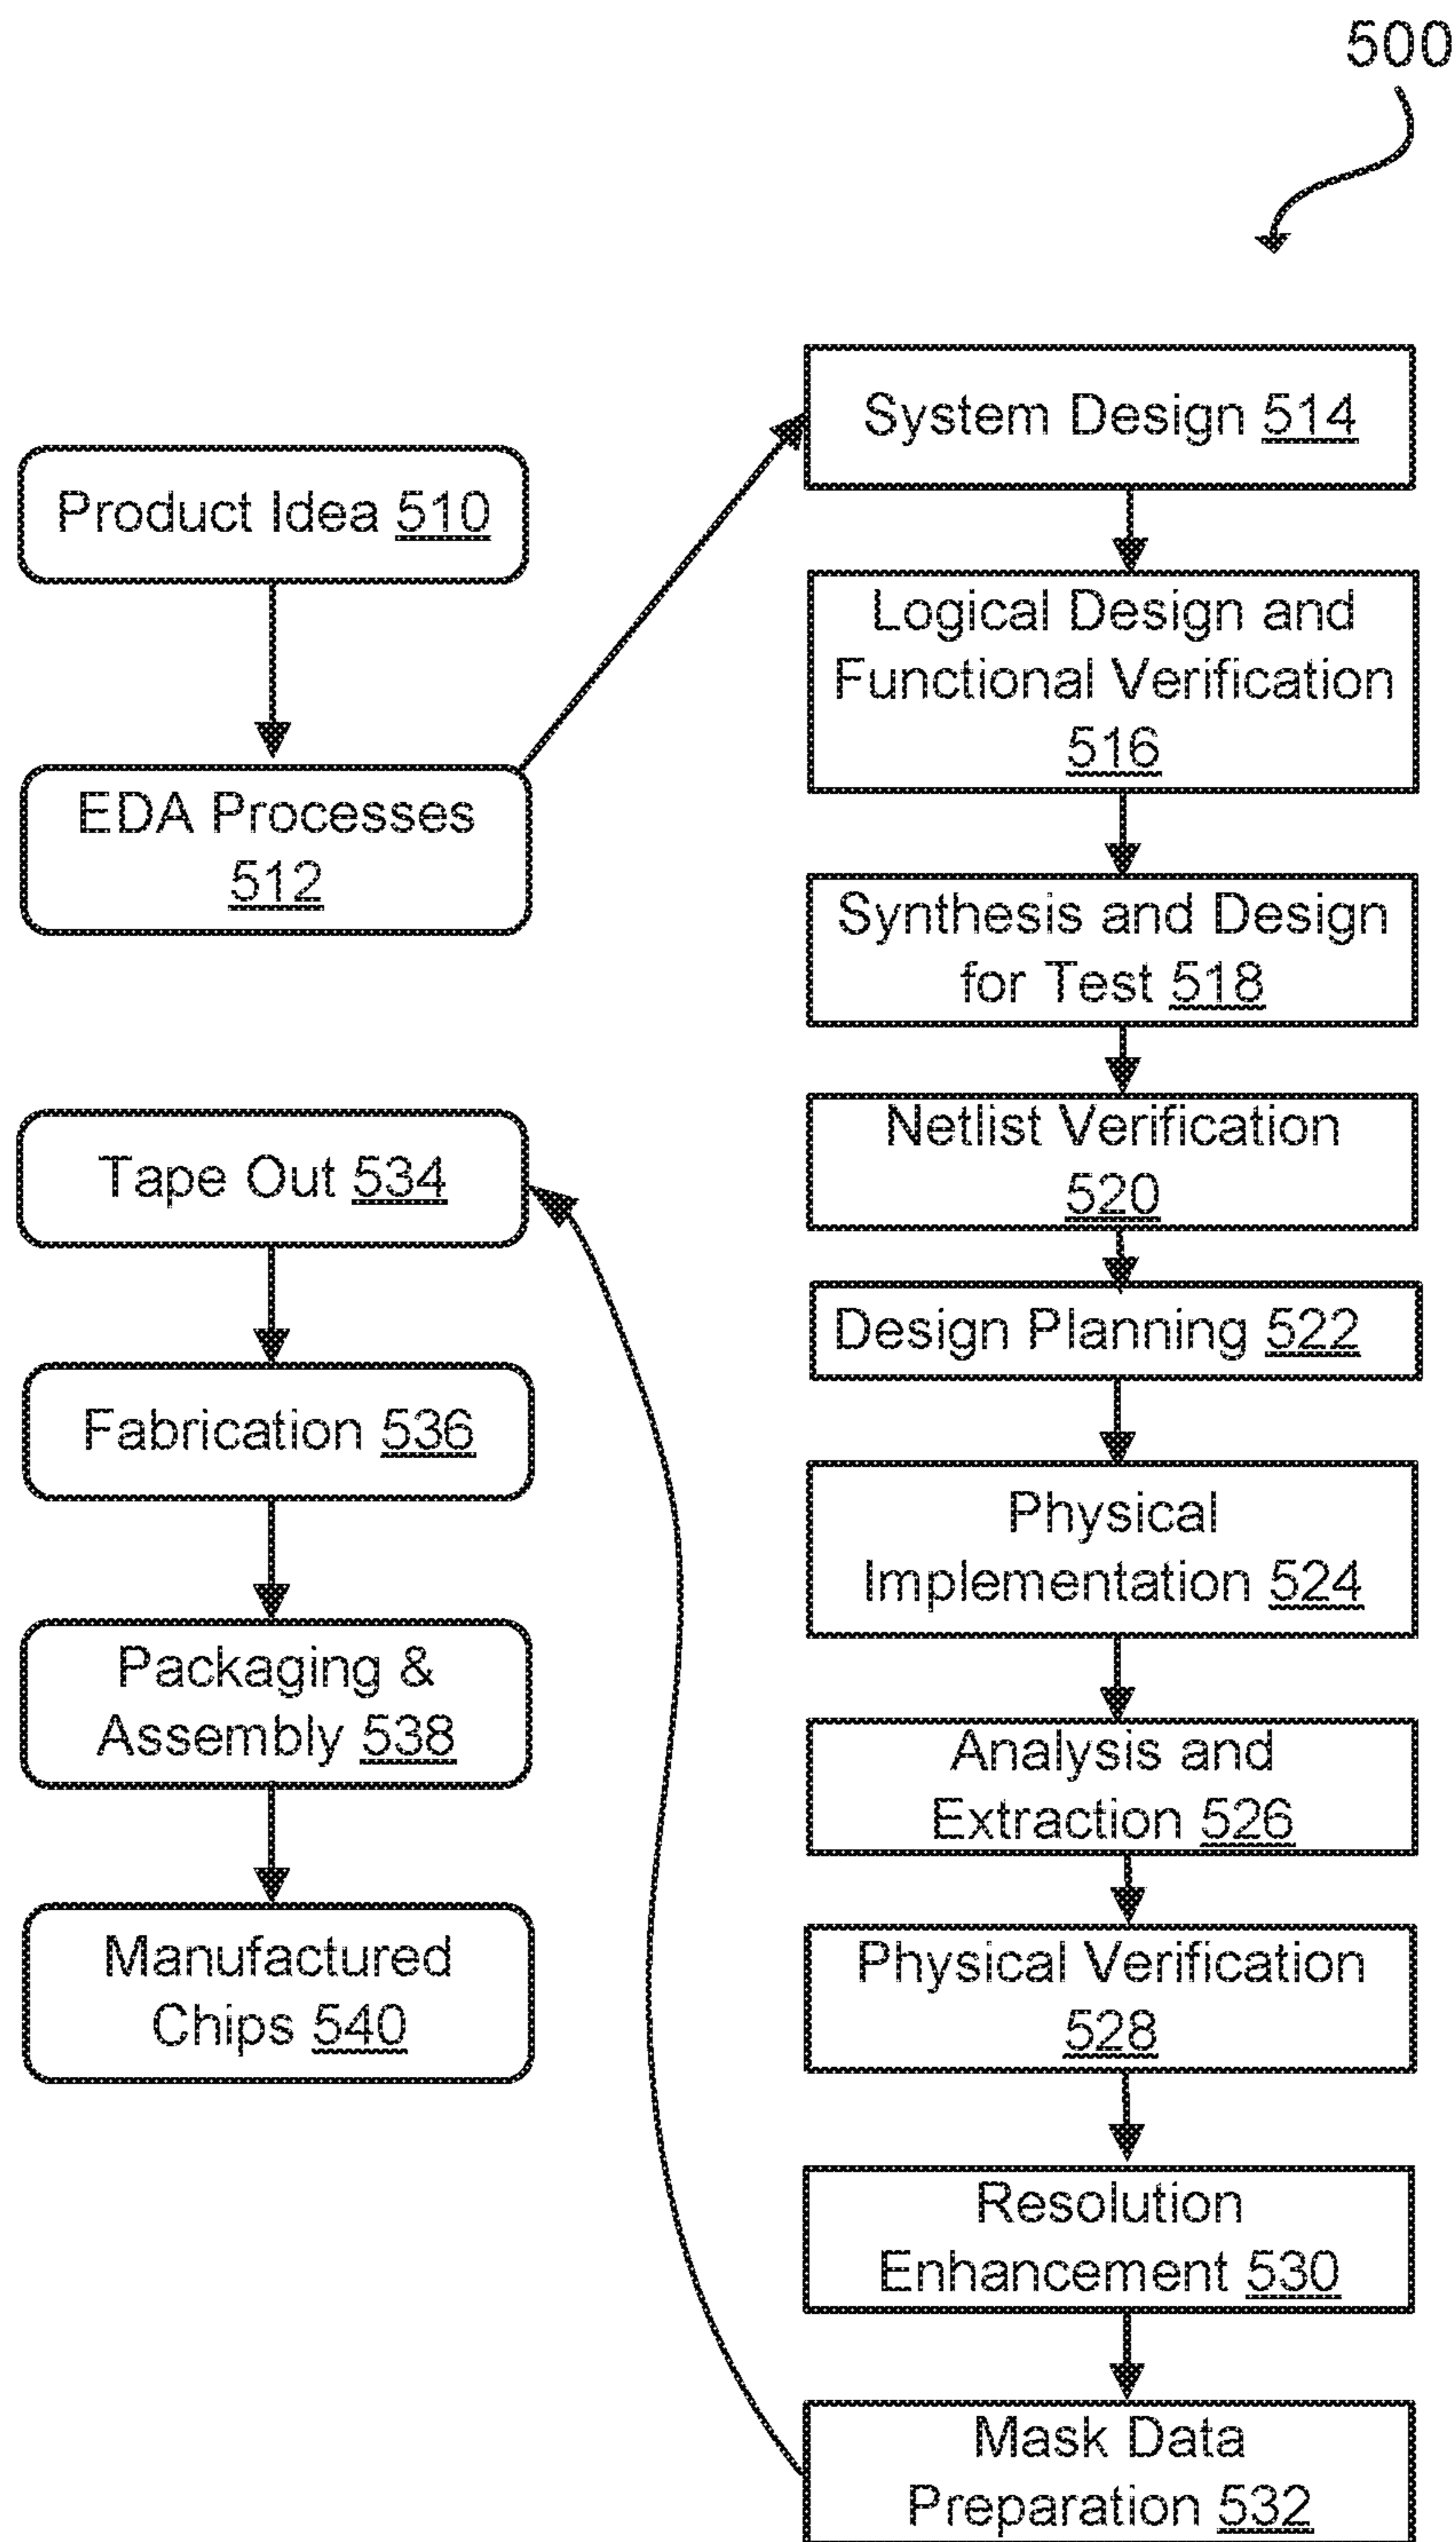 500
Product Idea 510
EDA Processes
512
System Design 514
Logical Design and
Functional Verification
516
Synthesis and Design
for Test 518
Netlist Verification
520
Design Planning 522
Physical
Implementation 524
Analysis and
Extraction 526
Physical Verification
528
Resolution
Enhancement 530
Mask Data
Preparation 532
Tape Out 534
Fabrication 536
Packaging &
Assembly 538
Manufactured
Chips 540